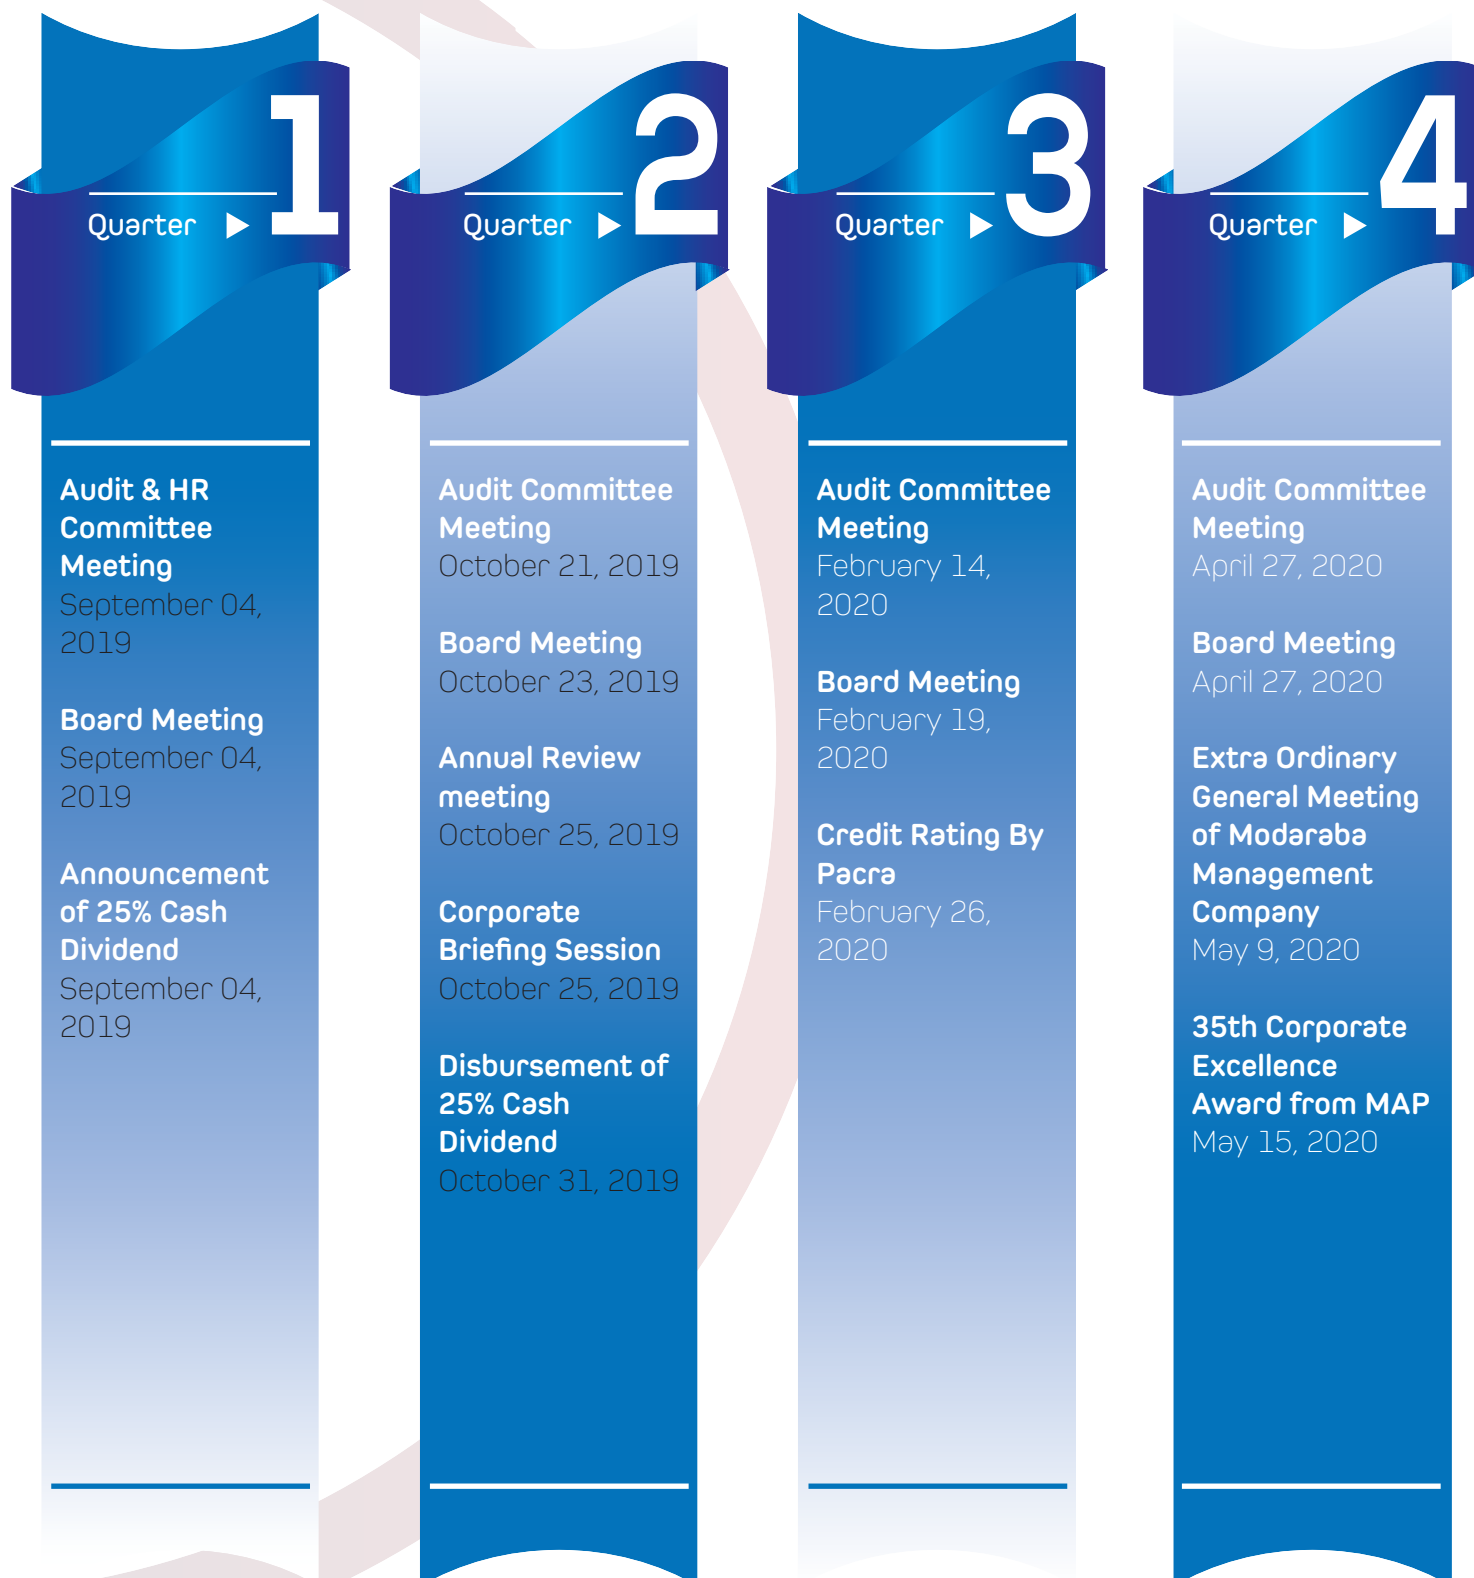 Quarter
1
Audit & HR
Committee
Meeting
September 04,
2019
Board Meeting
September 04,
2019
Announcement
of 25% Cash
Dividend
September 04,
2019
Quarter
2
Audit Committee
Meeting
October 21, 2019
Board Meeting
October 23, 2019
Annual Review
meeting
October 25, 2019
Corporate
Briefing Session
October 25, 2019
Disbursement of
25% Cash
Dividend
October 31, 2019
Quarter
3
Audit Committee
Meeting
February 14,
2020
Board Meeting
February 19,
2020
Credit Rating By
Pacra
February 26,
2020
Quarter
4
Audit Committee
Meeting
April 27, 2020
Board Meeting
April 27, 2020
Extra Ordinary
General Meeting
of Modaraba
Management
Company
May 9, 2020
35th Corporate
Excellence
Award from MAP
May 15, 2020